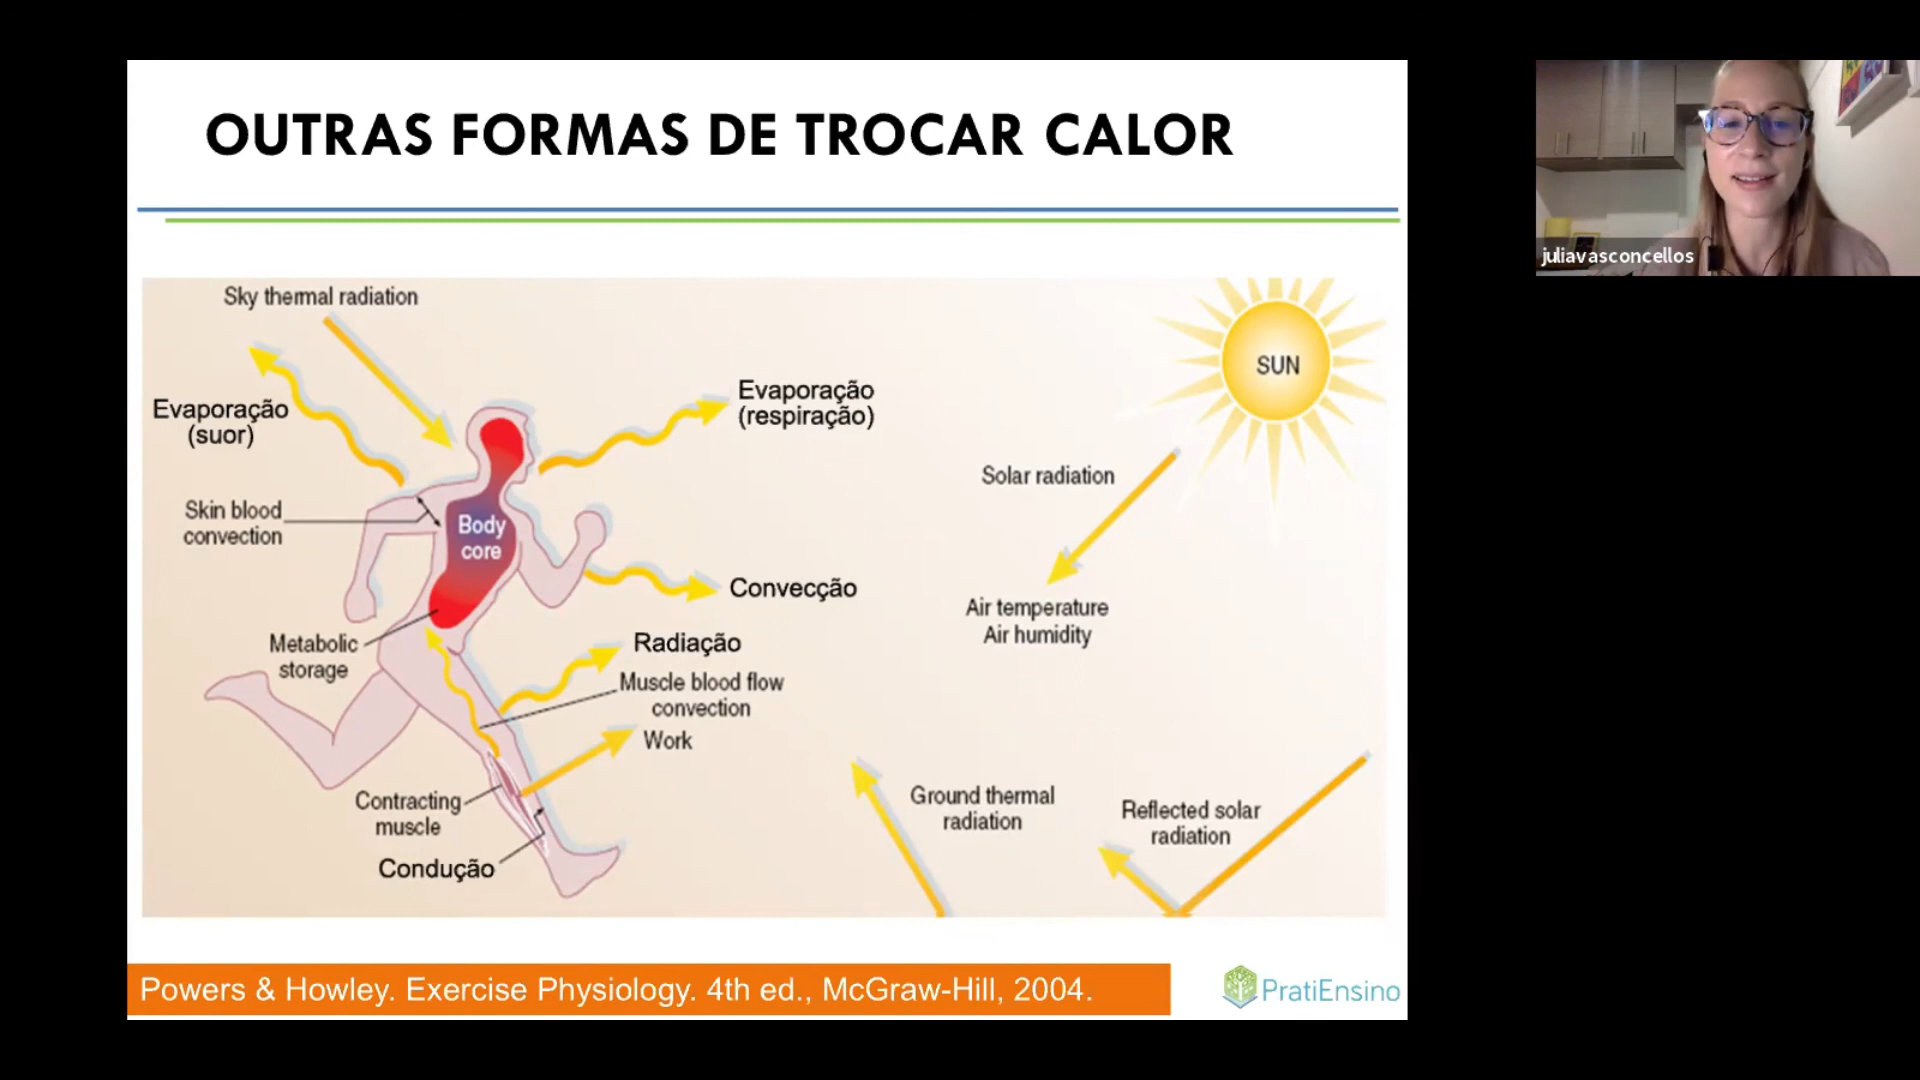 OUTRAS FORMAS DE TROCAR CALOR
juliavasconcellos
Sky thermal radiation
SUN
Evaporação
(suor)
Evaporação
(respiração)
Solar radiation
Skin blood
convection
Body
core
Convecção
Air temperature
Air humidity
Metabolic
storage
Radiação
Muscle blood flow
convection
Work
Contracting
muscle
Condução
Ground thermal
radiation
Reflected solar
radiation
Powers & Howley. Exercise Physiology. 4th ed., McGraw-Hill, 2004.
PratiEnsino